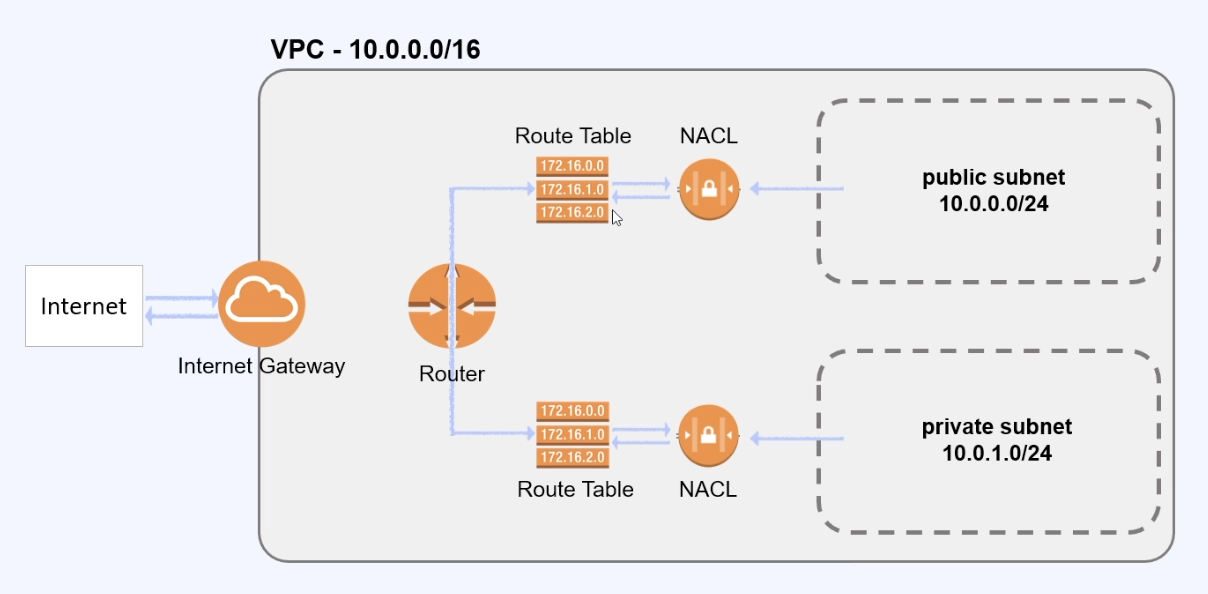 VPC - 10.0.0.0/16
Route Table
NACL
172.16.0.0
172.16.1.0
172.16.2.0
public subnet
10.0.0.0/24
Internet
Internet Gateway
Router
172.16.0.0
172.16.1.0
172.16.2.0
Route Table
NACL
private subnet
10.0.1.0/24